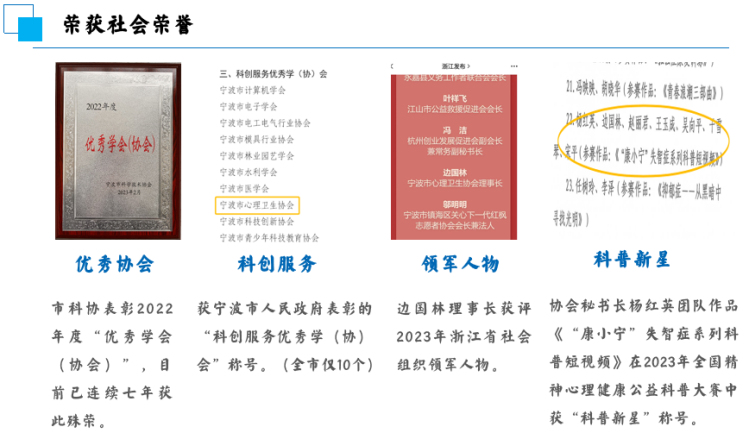 荣获社会荣誉
2022年度
优秀学会(协会)
宁波市科学技术协会
2023年2月
优秀协会
市科协表彰2022
年度“优秀学会
（协会）”，目
前已连续七年获
此殊荣。
三、科创服务优秀学（协）会
宁波市计算机学会
宁波市电子学会
宁波市电工电气行业协会
宁波市模具行业协会
宁波市林业园艺学会
宁波市水利学会
宁波市医学会
宁波市心理卫生协会
宁波市科技创新协会
宁波市青少年科技教育协会
科创服务
获宁波市人民政府表彰的
“科创服务优秀学（协）
会”称号。（全市仅10个）
浙江发布
永嘉县义务工作者联合会会长
叶祥飞
江山市公益救援促进会会长
冯 洁
杭州创业发展促进会副会长
兼常务副秘书长
边国林
宁波市心理卫生协会理事长
邬明明
宁波市镇海区关心下一代红枫
志愿者协会会长兼法人
领军人物
边国林理事长获评
2023年浙江省社会
组织领军人物。
21.冯映映、胡晓华（参赛作品：《青春浪潮三部曲》）
22.杨红英、边国林、赵丽君、王玉成、吴向平、
宋平（参赛作品：《“康小宁”失智症系列科普短视频》）
23.任树玲、李泽（参赛作品：《抑郁症——从黑暗中
寻找光明》）
科普新星
协会秘书长杨红英团队作品
《“康小宁”失智症系列科
普短视频》在2023年全国精
神心理健康公益科普大赛中
获“科普新星”称号。